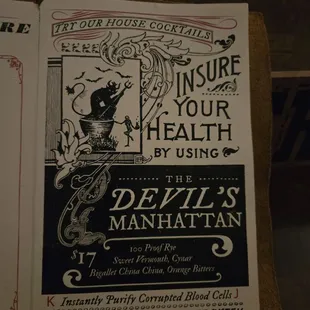 RE
TRY OUR HOUSE COCKTAILS
INSURE
YOUR
HEALTH
BY USING
THE
DEVIL'S
MANHATTAN
$17
100 Proof Rye
Sweet Vermouth, Cynar
Bigallet China China, Orange Bitters
Instantly Purify Corrupted Blood Cells